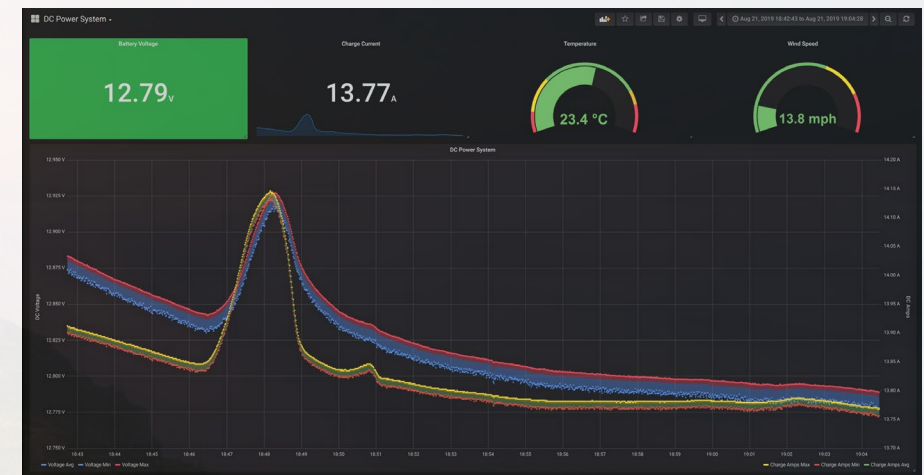 DC Power System
Aug 21, 2019 18:42:43 to Aug 21, 2019 19:04:28
Battery Voltage
12.79 V
Charge Current
13.77 A
Temperature
23.4 °C
Wind Speed
13.8 mph
DC Power System
12.950 V
12.925 V
12.900 V
12.875 V
12.850 V
12.825 V
12.800 V
12.775 V
12.750 V
DC Voltage
14.20 A
14.15 A
14.10 A
14.05 A
14.00 A
13.95 A
13.90 A
13.85 A
13.80 A
13.75 A
13.70 A
DC Amps
18:43 18:44 18:45 18:46 18:47 18:48 18:49 18:50 18:51 18:52 18:53 18:54 18:55 18:56 18:57 18:58 18:59 19:00 19:01 19:02 19:03 19:04
Voltage Avg Voltage Min Voltage Max
Charge Amps Max Charge Amps Min Charge Amps Avg